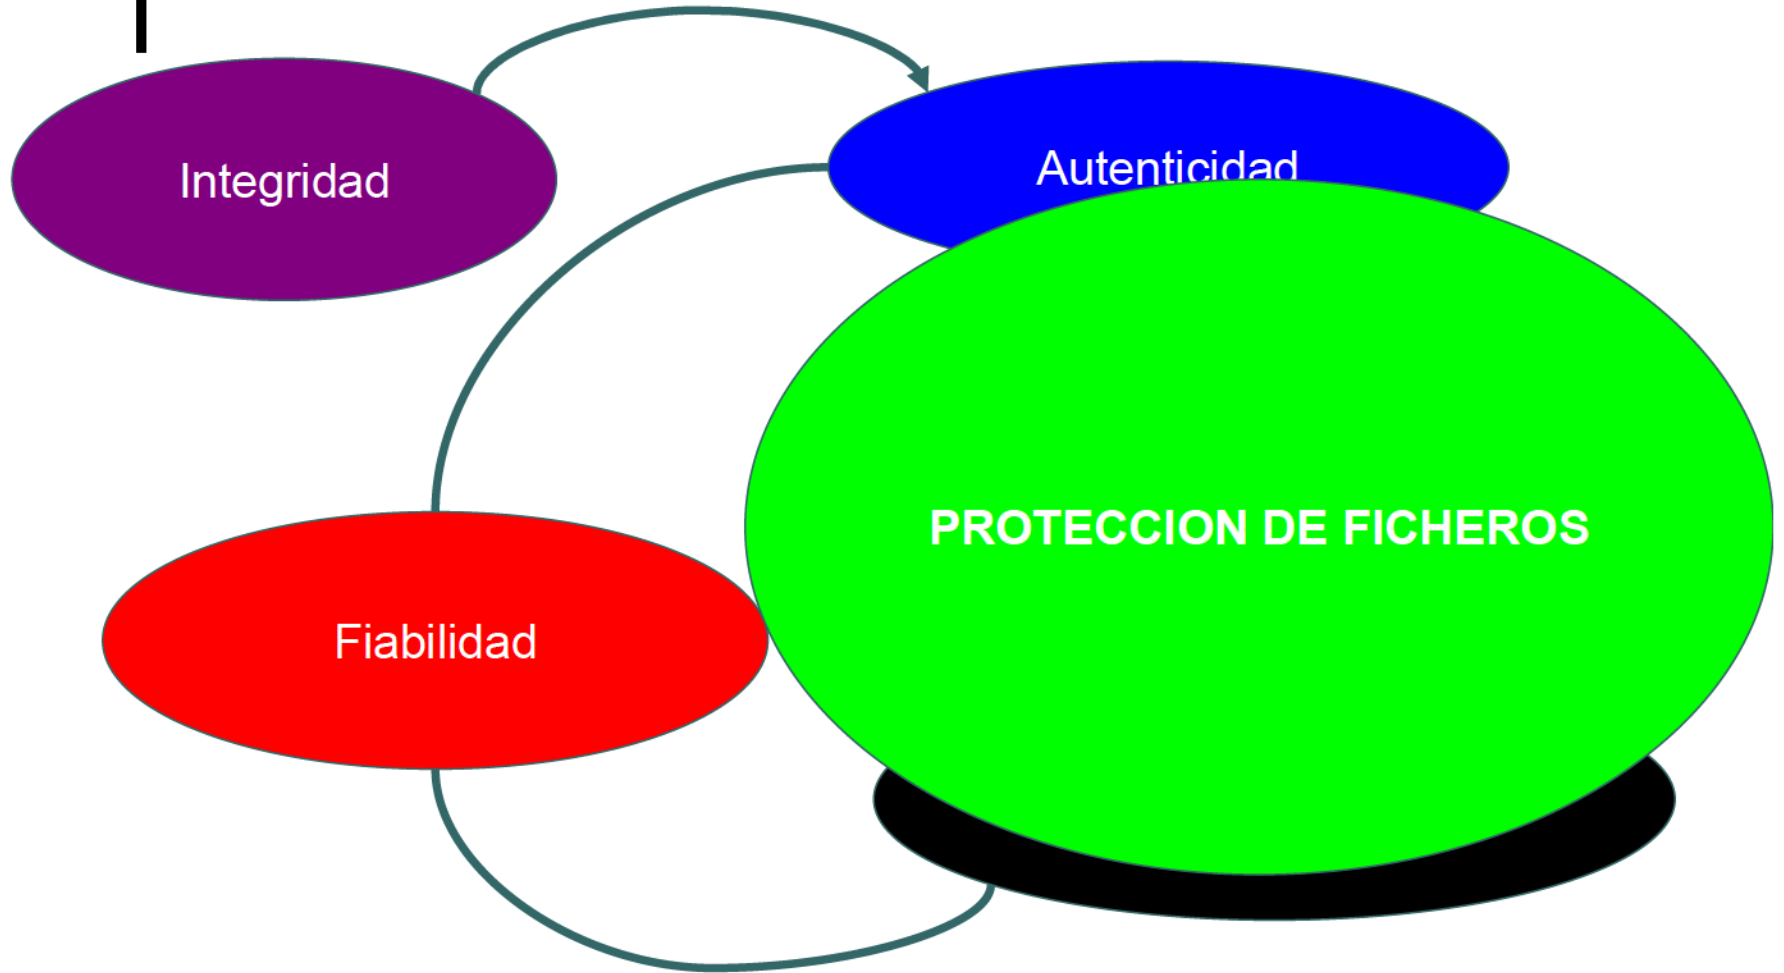 Integridad
Autenticidad
PROTECCION DE FICHEROS
Fiabilidad